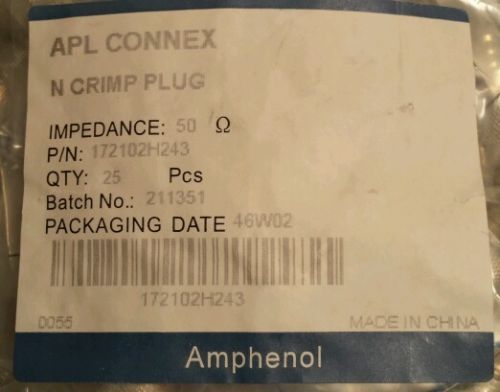 APL CONNEX
N CRIMP PLUG
IMPEDANCE: 50 Ω
P/N: 172102H243
QTY: 25 Pcs
Batch No.: 211351
PACKAGING DATE 46W02
172102H243
0055 MADE IN CHINA
Amphenol